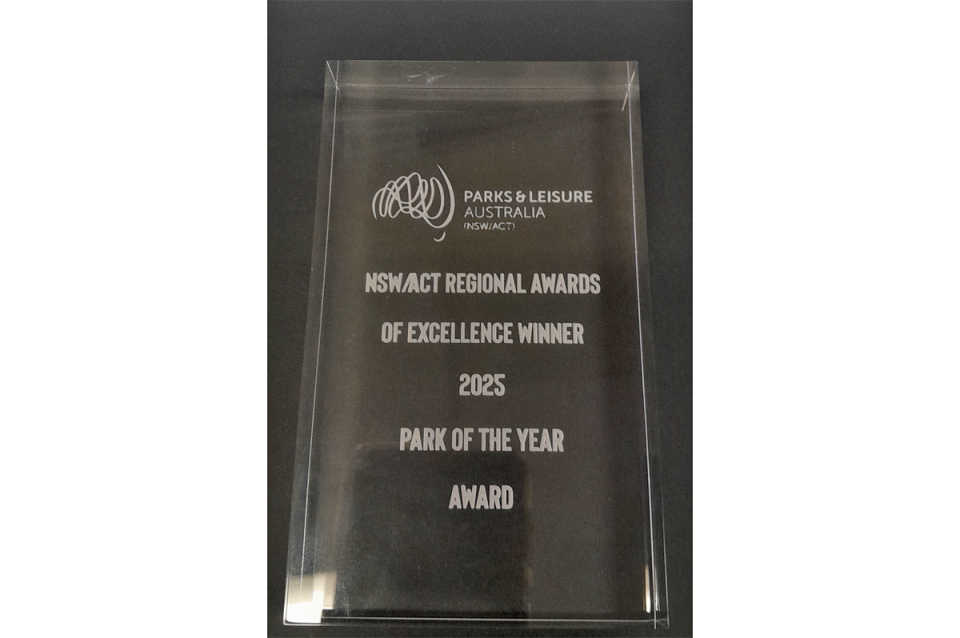 PARKS & LEISURE
AUSTRALIA
(NSW/ACT)
NSW/ACT REGIONAL AWARDS
OF EXCELLENCE WINNER
2025
PARK OF THE YEAR
AWARD